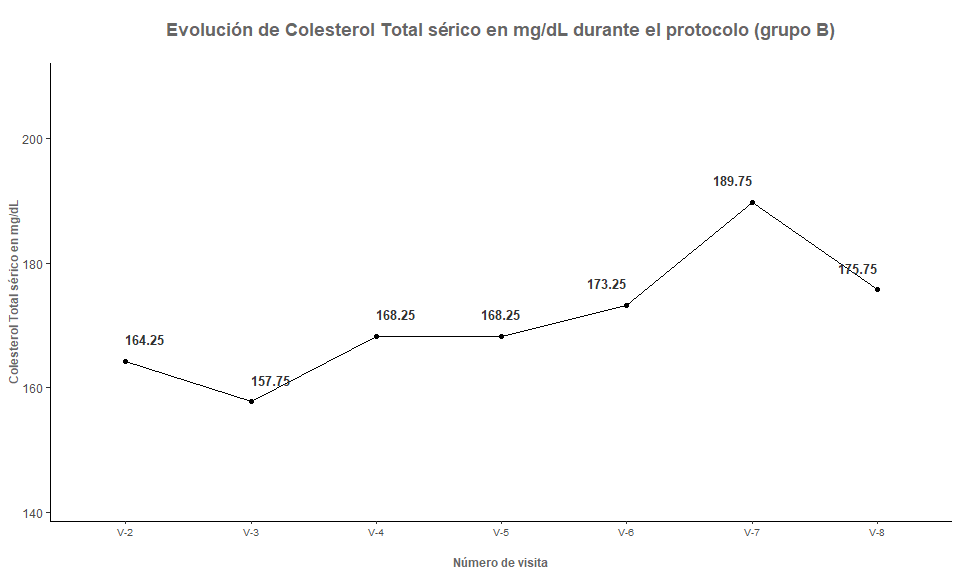 Evolución de Colesterol Total sérico en mg/dL durante el protocolo (grupo B)
Colesterol Total sérico en mg/dL
200
180
160
140
164.25
157.75
168.25
168.25
173.25
189.75
175.75
V-2
V-3
V-4
V-5
V-6
V-7
V-8
Número de visita